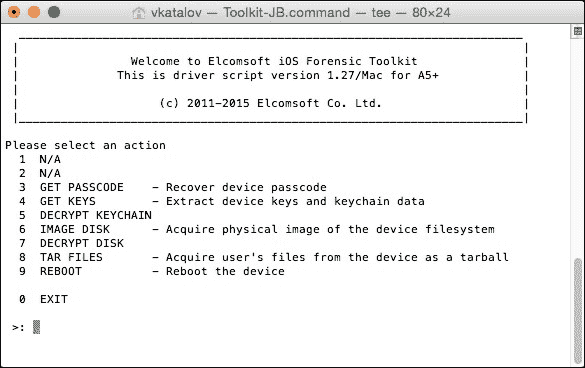 vkatalov — Toolkit-JB.command — tee — 80×24
Welcome to Elcomsoft iOS Forensic Toolkit
This is driver script version 1.27/Mac for A5+
(c) 2011-2015 Elcomsoft Co. Ltd.
Please select an action
1 N/A
2 N/A
3 GET PASSCODE – Recover device passcode
4 GET KEYS – Extract device keys and keychain data
5 DECRYPT KEYCHAIN
6 IMAGE DISK – Acquire physical image of the device filesystem
7 DECRYPT DISK
8 TAR FILES – Acquire user's files from the device as a tarball
9 REBOOT – Reboot the device
0 EXIT
>: